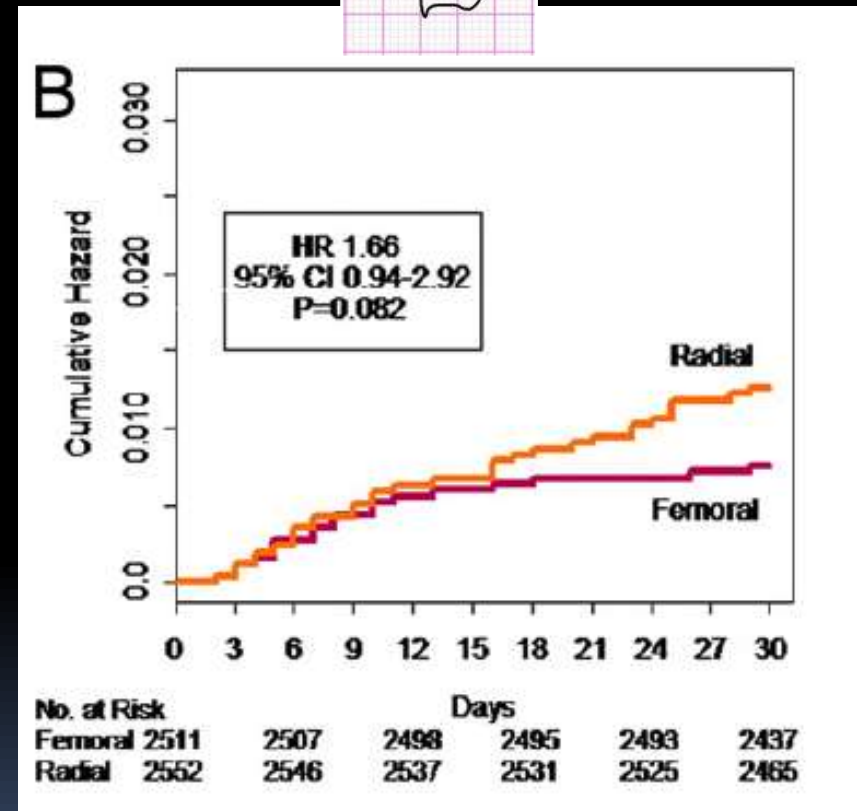 B
0.030
0.020
0.010
0.0
Cumulative Hazard
HR 1.66
95% CI 0.94-2.92
P=0.082
Radial
Femoral
0 3 6 9 12 15 18 21 24 27 30
No. at Risk Days
Femoral 2511 2507 2498 2495 2493 2437
Radial 2552 2546 2537 2531 2525 2465